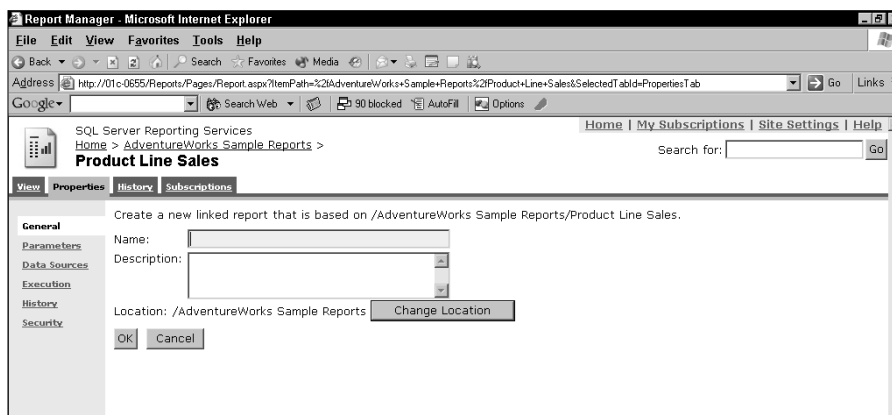 Report Manager - Microsoft Internet Explorer
File Edit View Favorites Tools Help
Back Search Favorites Media
Address http://01c-0655/Reports/Pages/Report.aspx?ItemPath=%2fAdventureWorks+Sample+Reports%2fProduct+Line+Sales&SelectedTabId=PropertiesTab Go Links
Google Search Web 90 blocked AutoFill Options
Home | My Subscriptions | Site Settings | Help
SQL Server Reporting Services
Home > AdventureWorks Sample Reports >
Product Line Sales
Search for: Go
View Properties History Subscriptions
General
Parameters
Data Sources
Execution
History
Security
Create a new linked report that is based on /AdventureWorks Sample Reports/Product Line Sales.
Name:
Description:
Location: /AdventureWorks Sample Reports Change Location
OK Cancel